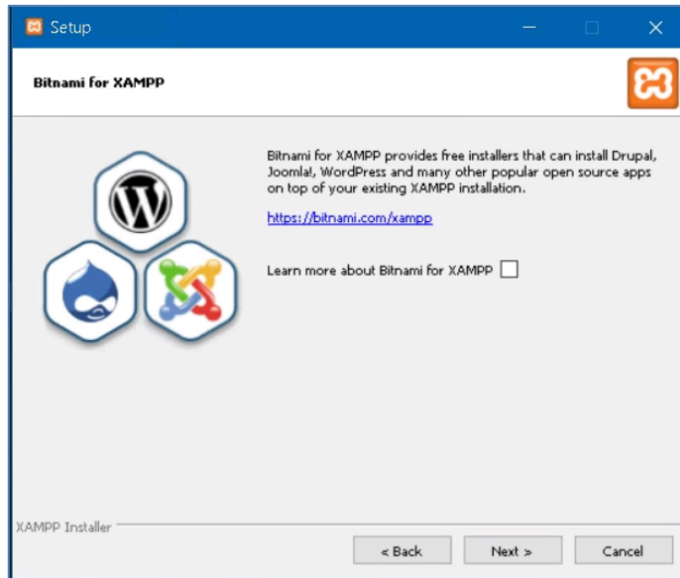 Setup
Bitnami for XAMPP
Bitnami for XAMPP provides free installers that can install Drupal,
Joomla!, WordPress and many other popular open source apps
on top of your existing XAMPP installation.
https://bitnami.com/xampp
Learn more about Bitnami for XAMPP
XAMPP Installer
< Back
Next >
Cancel